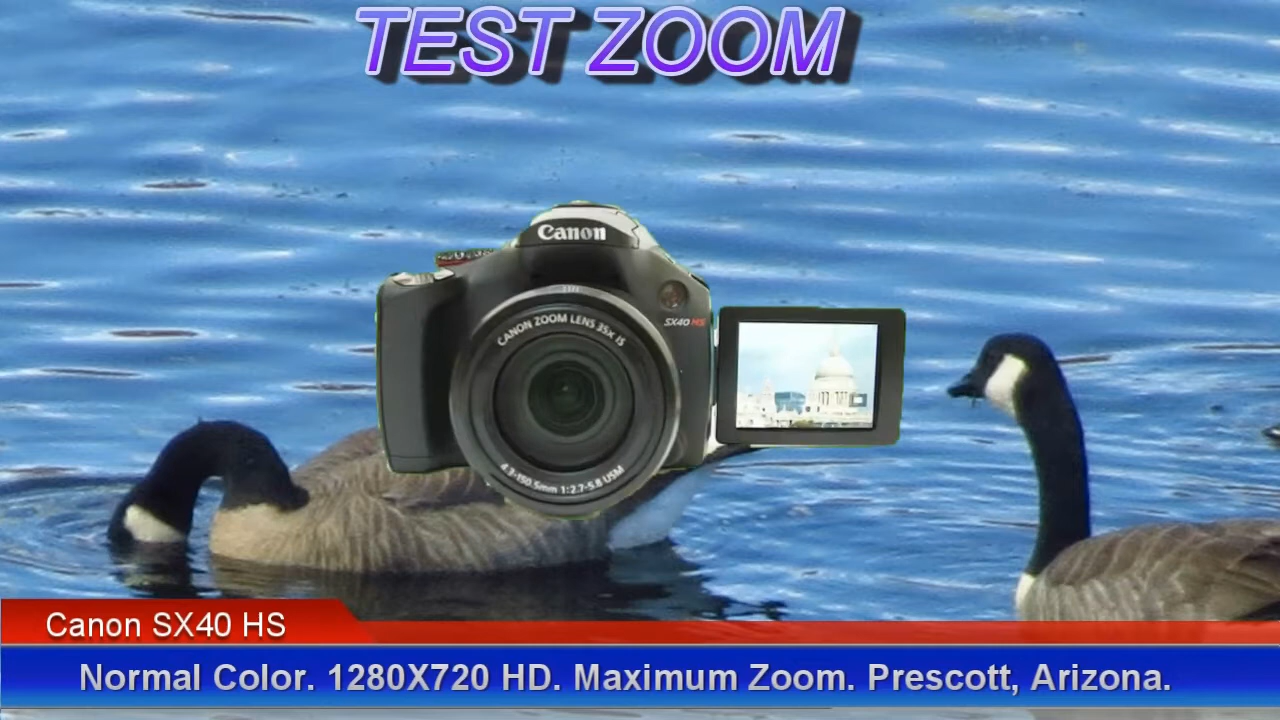 TEST ZOOM
Canon
SX40 HS
CANON ZOOM LENS 35x IS
4.3-150.5mm 1:2.7-5.8 USM
Canon SX40 HS
Normal Color. 1280X720 HD. Maximum Zoom. Prescott, Arizona.